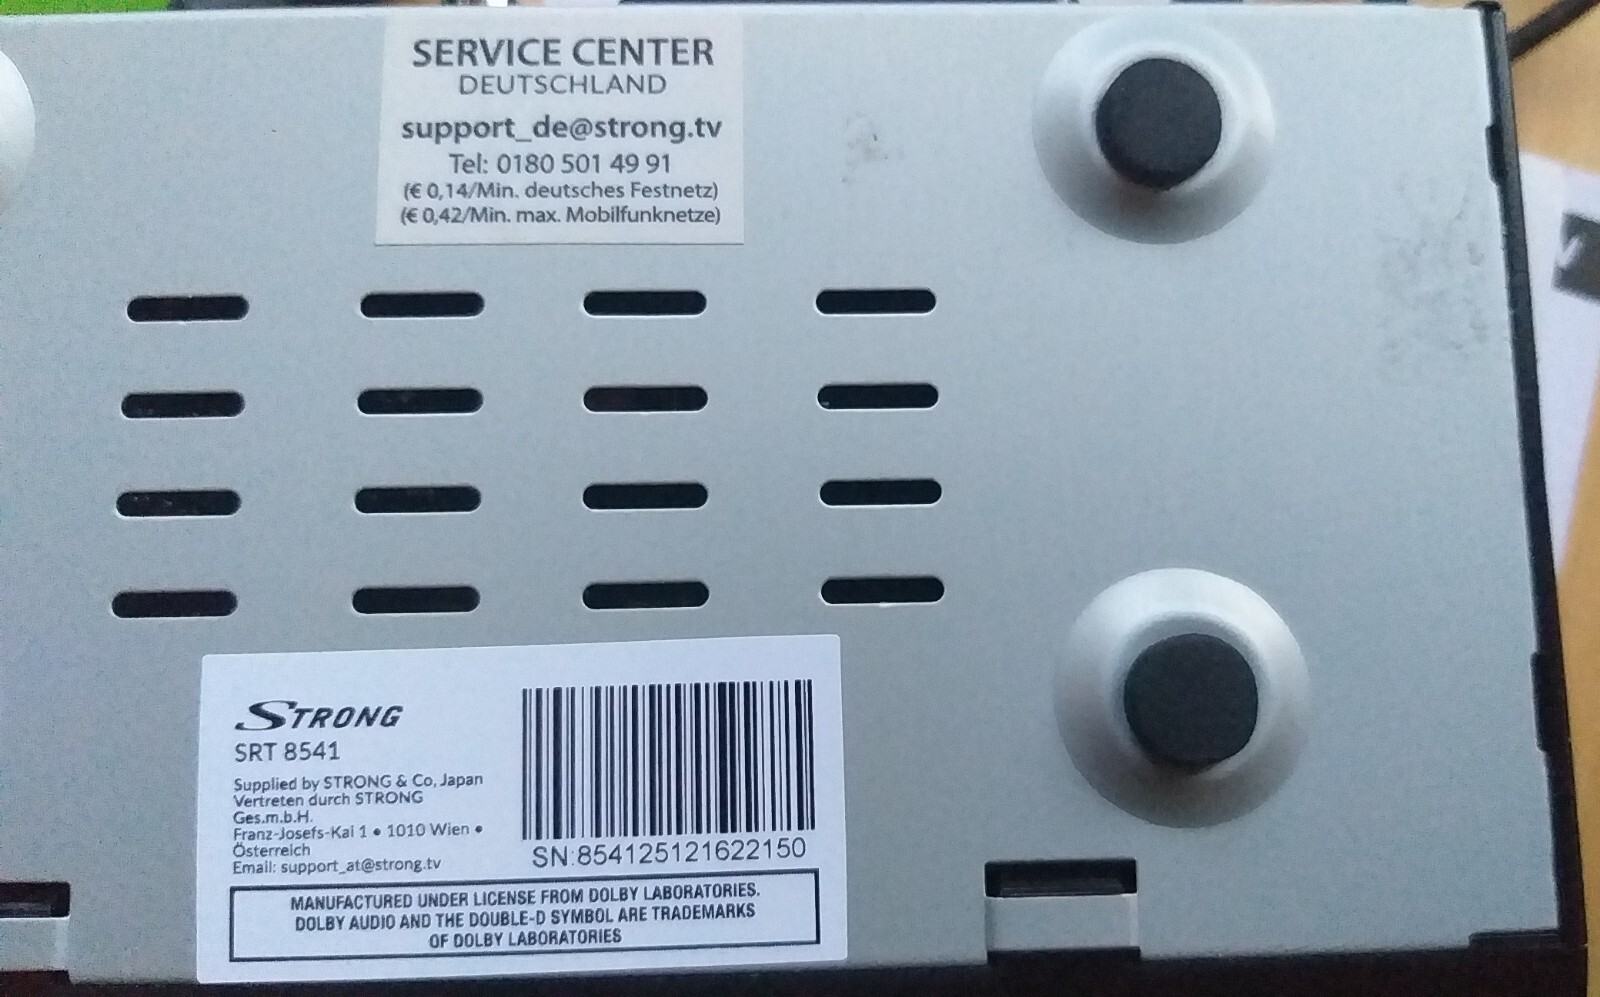 SERVICE CENTER
DEUTSCHLAND
support_de@strong.tv
Tel: 0180 501 49 91
(€ 0,14/Min. deutsches Festnetz)
(€ 0,42/Min. max. Mobilfunknetze)
STRONG
SRT 8541
Supplied by STRONG & Co, Japan
Vertreten durch STRONG
Ges.m.b.H.
Franz-Josefs-Kai 1 • 1010 Wien •
Österreich
Email: support_at@strong.tv
SN:854125121622150
MANUFACTURED UNDER LICENSE FROM DOLBY LABORATORIES.
DOLBY AUDIO AND THE DOUBLE-D SYMBOL ARE TRADEMARKS
OF DOLBY LABORATORIES